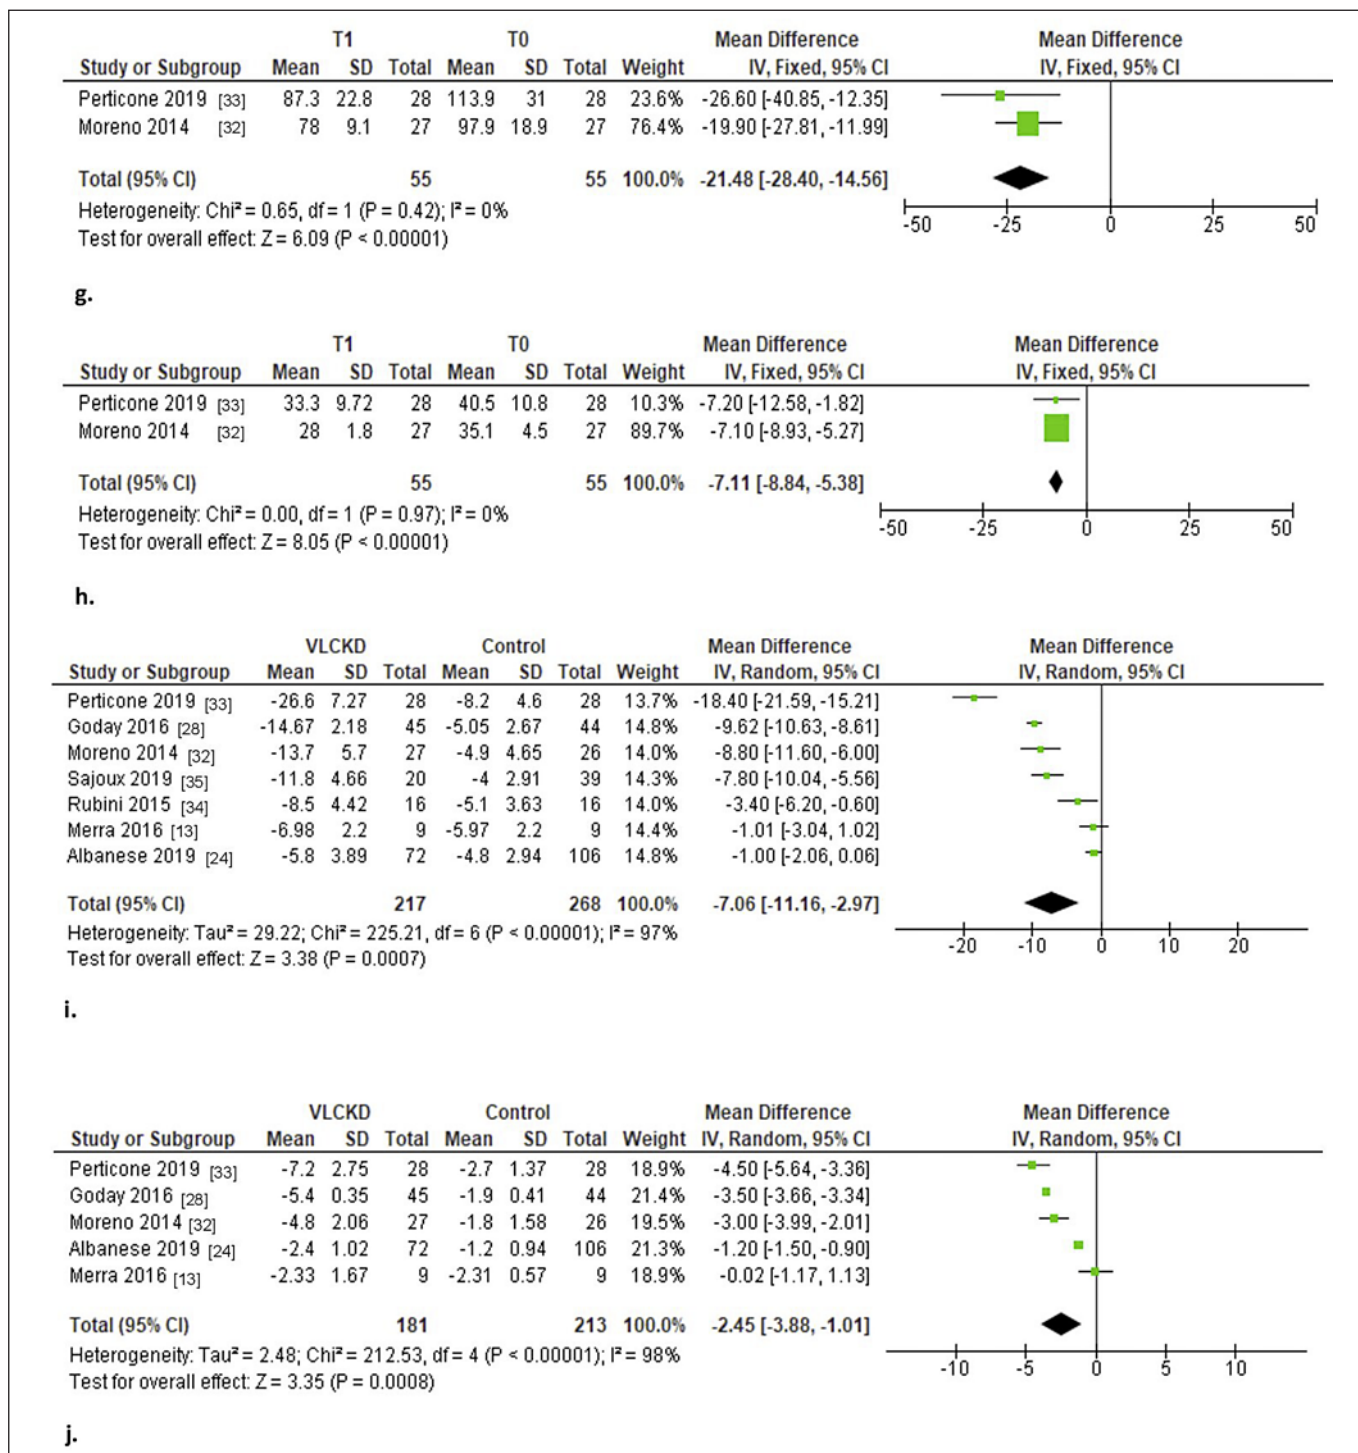 T1 T0 Mean Difference Mean Difference
Study or Subgroup Mean SD Total Mean SD Total Weight IV, Fixed, 95% CI IV, Fixed, 95% CI
Perticone 2019 [33] 87.3 22.8 28 113.9 31 28 23.6% -26.60 [-40.85, -12.35]
Moreno 2014 [32] 78 9.1 27 97.9 18.9 27 76.4% -19.90 [-27.81, -11.99]
Total (95% CI) 55 55 100.0% -21.48 [-28.40, -14.56]
Heterogeneity: Chi² = 0.65, df = 1 (P = 0.42); I² = 0%
Test for overall effect: Z = 6.09 (P < 0.00001)
-50 -25 0 25 50
g.
T1 T0 Mean Difference Mean Difference
Study or Subgroup Mean SD Total Mean SD Total Weight IV, Fixed, 95% CI IV, Fixed, 95% CI
Perticone 2019 [33] 33.3 9.72 28 40.5 10.8 28 10.3% -7.20 [-12.58, -1.82]
Moreno 2014 [32] 28 1.8 27 35.1 4.5 27 89.7% -7.10 [-8.93, -5.27]
Total (95% CI) 55 55 100.0% -7.11 [-8.84, -5.38]
Heterogeneity: Chi² = 0.00, df = 1 (P = 0.97); I² = 0%
Test for overall effect: Z = 8.05 (P < 0.00001)
-50 -25 0 25 50
h.
VLCKD Control Mean Difference Mean Difference
Study or Subgroup Mean SD Total Mean SD Total Weight IV, Random, 95% CI IV, Random, 95% CI
Perticone 2019 [33] -26.6 7.27 28 -8.2 4.6 28 13.7% -18.40 [-21.59, -15.21]
Goday 2016 [28] -14.67 2.18 45 -5.05 2.67 44 14.8% -9.62 [-10.63, -8.61]
Moreno 2014 [32] -13.7 5.7 27 -4.9 4.65 26 14.0% -8.80 [-11.60, -6.00]
Sajoux 2019 [35] -11.8 4.66 20 -4 2.91 39 14.3% -7.80 [-10.04, -5.56]
Rubini 2015 [34] -8.5 4.42 16 -5.1 3.63 16 14.0% -3.40 [-6.20, -0.60]
Merra 2016 [13] -6.98 2.2 9 -5.97 2.2 9 14.4% -1.01 [-3.04, 1.02]
Albanese 2019 [24] -5.8 3.89 72 -4.8 2.94 106 14.8% -1.00 [-2.06, 0.06]
Total (95% CI) 217 268 100.0% -7.06 [-11.16, -2.97]
Heterogeneity: Tau² = 29.22; Chi² = 225.21, df = 6 (P < 0.00001); I² = 97%
Test for overall effect: Z = 3.38 (P = 0.0007)
-20 -10 0 10 20
i.
VLCKD Control Mean Difference Mean Difference
Study or Subgroup Mean SD Total Mean SD Total Weight IV, Random, 95% CI IV, Random, 95% CI
Perticone 2019 [33] -7.2 2.75 28 -2.7 1.37 28 18.9% -4.50 [-5.64, -3.36]
Goday 2016 [28] -5.4 0.35 45 -1.9 0.41 44 21.4% -3.50 [-3.66, -3.34]
Moreno 2014 [32] -4.8 2.06 27 -1.8 1.58 26 19.5% -3.00 [-3.99, -2.01]
Albanese 2019 [24] -2.4 1.02 72 -1.2 0.94 106 21.3% -1.20 [-1.50, -0.90]
Merra 2016 [13] -2.33 1.67 9 -2.31 0.57 9 18.9% -0.02 [-1.17, 1.13]
Total (95% CI) 181 213 100.0% -2.45 [-3.88, -1.01]
Heterogeneity: Tau² = 2.48; Chi² = 212.53, df = 4 (P < 0.00001); I² = 98%
Test for overall effect: Z = 3.35 (P = 0.0008)
-10 -5 0 5 10
j.